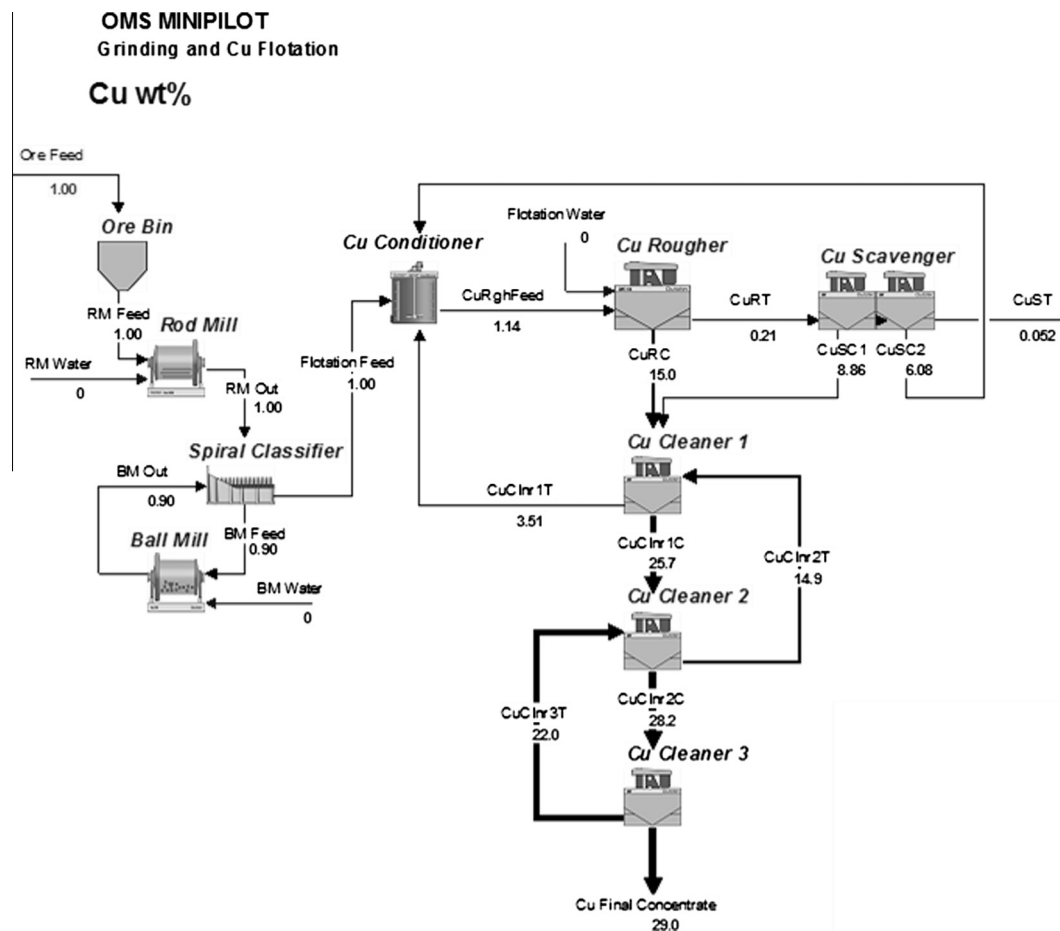 OMS MINIPILOT
Grinding and Cu Flotation
Cu wt%
Ore Feed
1.00
Ore Bin
RM Feed
1.00
Rod Mill
RM Water
0
RM Out
1.00
Spiral Classifier
BM Out
0.90
BM Feed
0.90
Ball Mill
BM Water
0
Flotation Feed
1.00
Cu Conditioner
CuRghFeed
1.14
Flotation Water
0
Cu Rougher
CuRT
0.21
Cu Scavenger
CuST
0.052
CuRC
15.0
CuSC1
8.86
CuSC2
6.08
Cu Cleaner 1
CuClnr1T
3.51
CuClnr1C
25.7
CuClnr2T
14.9
Cu Cleaner 2
CuClnr2C
28.2
CuClnr3T
22.0
Cu Cleaner 3
Cu Final Concentrate
29.0